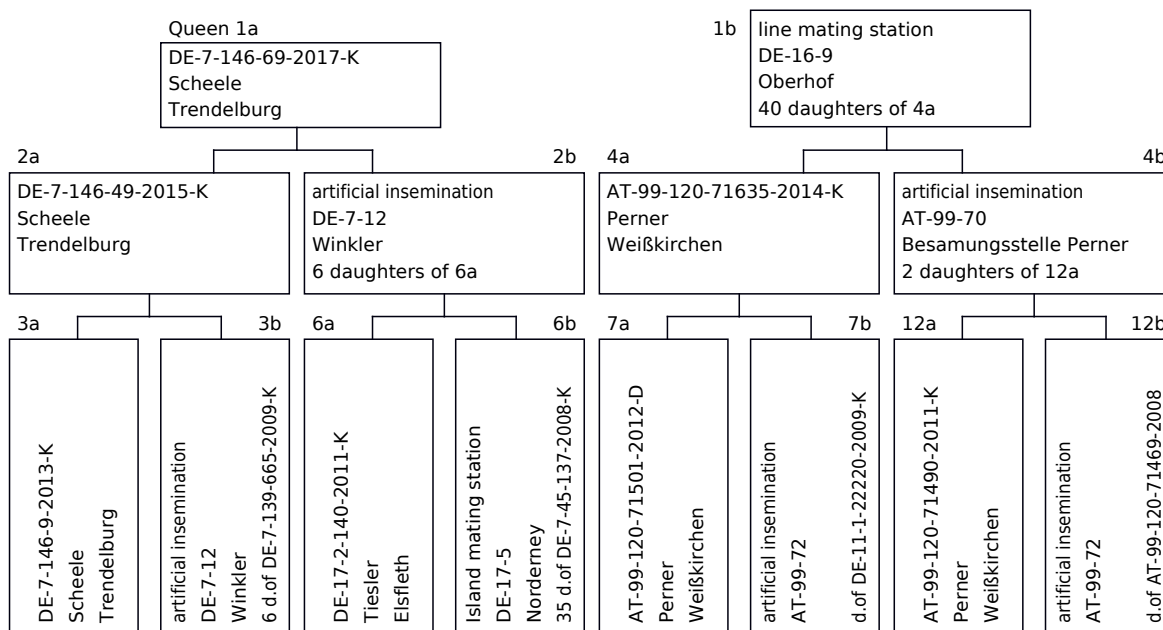 Queen 1a
DE-7-146-69-2017-K
Scheele
Trendelburg
1b
line mating station
DE-16-9
Oberhof
40 daughters of 4a
2a
DE-7-146-49-2015-K
Scheele
Trendelburg
2b
artificial insemination
DE-7-12
Winkler
6 daughters of 6a
4a
AT-99-120-71635-2014-K
Perner
Weißkirchen
4b
artificial insemination
AT-99-70
Besamungsstelle Perner
2 daughters of 12a
3a
DE-7-146-9-2013-K
Scheele
Trendelburg
3b
artificial insemination
DE-7-12
Winkler
6 d.of DE-7-139-665-2009-K
6a
DE-17-2-140-2011-K
Tiesler
Elsfleth
6b
Island mating station
DE-17-5
Norderney
35 d.of DE-7-45-137-2008-K
7a
AT-99-120-71501-2012-D
Perner
Weißkirchen
7b
artificial insemination
AT-99-72
d.of DE-11-1-22220-2009-K
12a
AT-99-120-71490-2011-K
Perner
Weißkirchen
12b
artificial insemination
AT-99-72
d.of AT-99-120-71469-2008